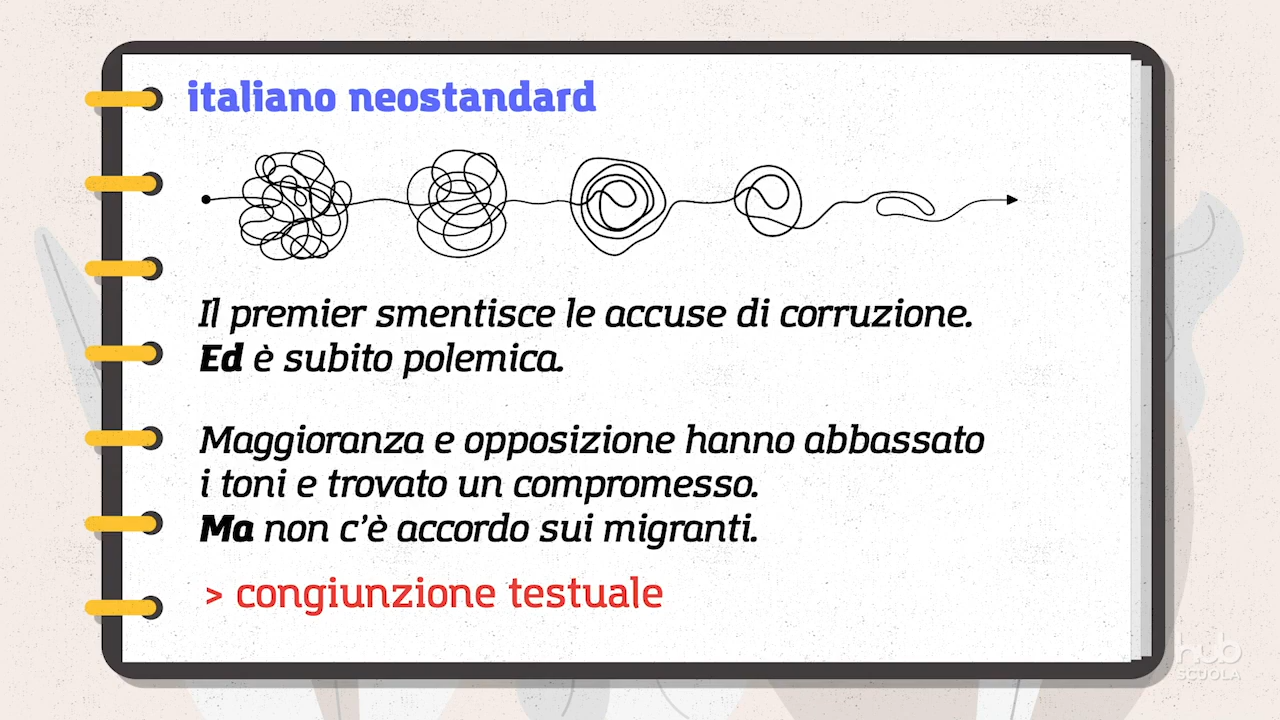 italiano neostandard
Il premier smentisce le accuse di corruzione.
Ed è subito polemica.
Maggioranza e opposizione hanno abbassato
i toni e trovato un compromesso.
Ma non c'è accordo sui migranti.
> congiunzione testuale
hub
SCUOLA